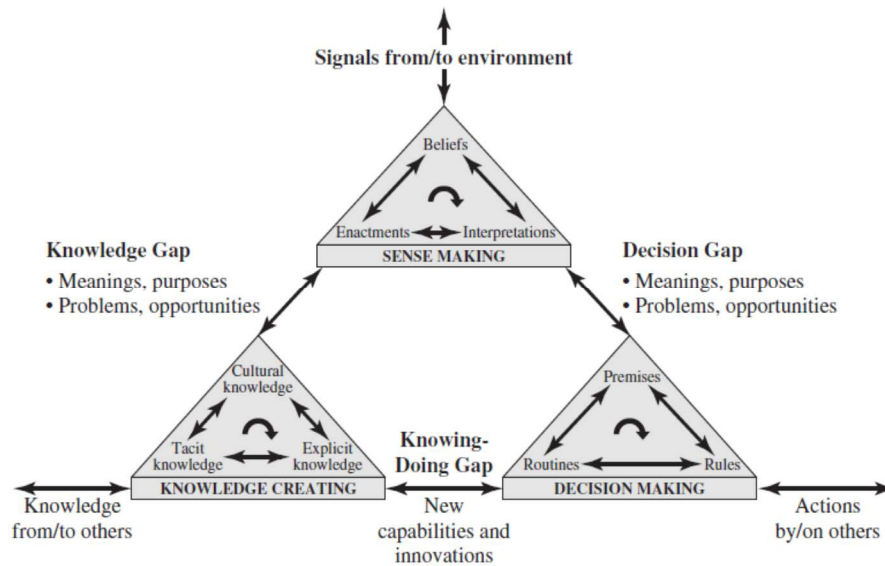 Signals from/to environment
Beliefs
Enactments
Interpretations
SENSE MAKING
Knowledge Gap
• Meanings, purposes
• Problems, opportunities
Decision Gap
• Meanings, purposes
• Problems, opportunities
Cultural
knowledge
Tacit
knowledge
Explicit
knowledge
KNOWLEDGE CREATING
Knowing-
Doing Gap
Premises
Routines
Rules
DECISION MAKING
Knowledge
from/to others
New
capabilities and
innovations
Actions
by/on others